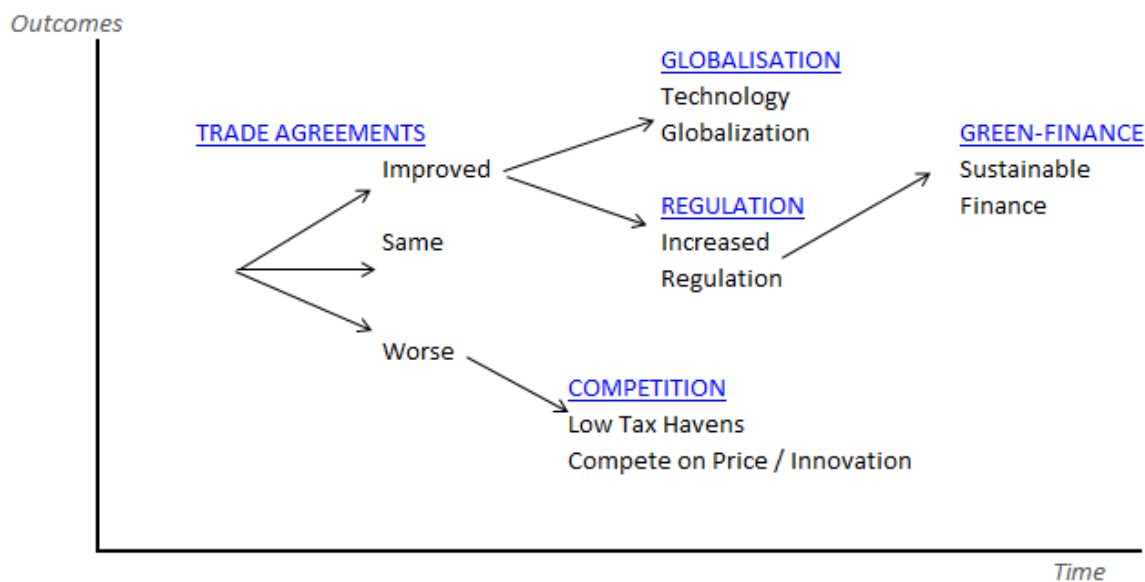 Outcomes
GLOBALISATION
Technology
Globalization
TRADE AGREEMENTS
Improved
Same
Worse
REGULATION
Increased
Regulation
GREEN-FINANCE
Sustainable
Finance
COMPETITION
Low Tax Havens
Compete on Price / Innovation
Time